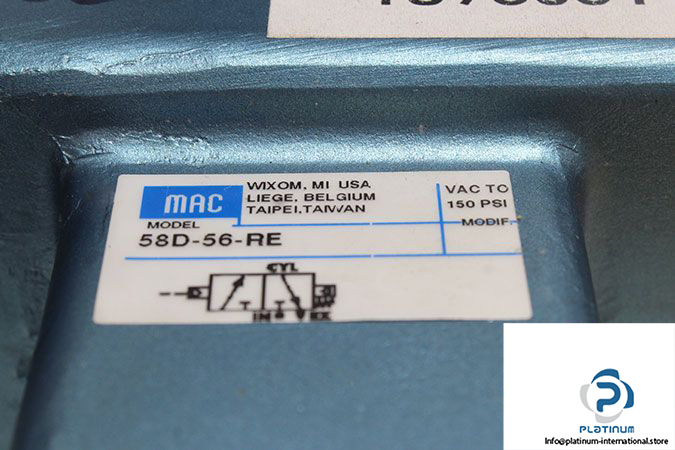 MAC
WIXOM, MI USA
LIEGE, BELGIUM
TAIPEI,TAIWAN
VAC TO
150 PSI
MODIF.
MODEL
58D-56-RE
CYL
IN EX
PLATINUM
Info@platinum-international.store